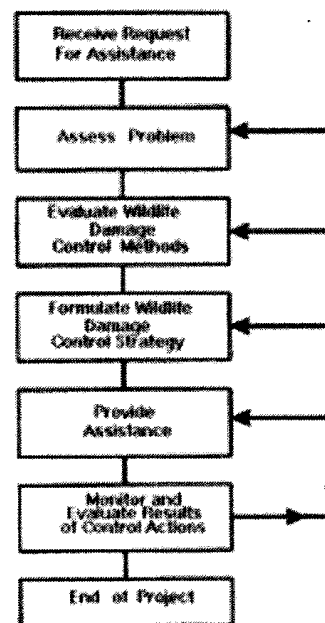 Receive Request
For Assistance
Assess Problem
Evaluate Wildlife
Damage
Control Methods
Formulate Wildlife
Damage
Control Strategy
Provide
Assistance
Monitor and
Evaluate Results
of Control Actions
End of Project